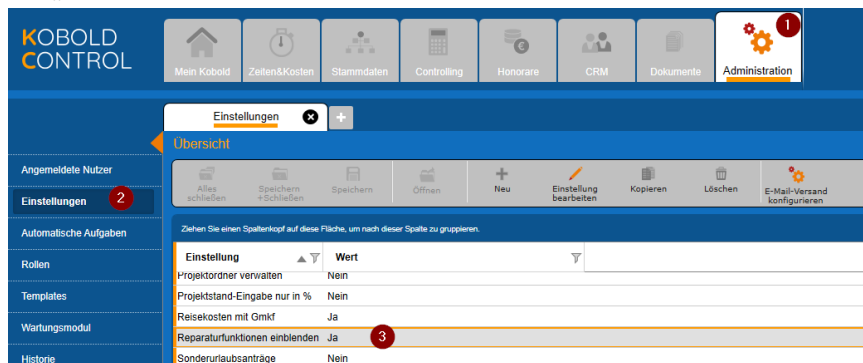 KOBOLD
CONTROL
Mein Kobold
Zeiten&Kosten
Stammdaten
Controlling
Honorare
CRM
Dokumente
Administration
1
Einstellungen
Übersicht
Angemeldete Nutzer
Einstellungen
2
Automatische Aufgaben
Rollen
Templates
Wartungsmodul
Historie
Alles
schließen
Speichern
+Schließen
Speichern
Öffnen
Neu
Einstellung
bearbeiten
Kopieren
Löschen
E-Mail-Versand
konfigurieren
Ziehen Sie einen Spaltenkopf auf diese Fläche, um nach dieser Spalte zu gruppieren.
Einstellung Wert
Projektordner verwalten Nein
Projektstand-Eingabe nur in % Nein
Reisekosten mit Gmkf Ja
Reparaturfunktionen einblenden Ja 3
Sonderurlaubsanträge Nein